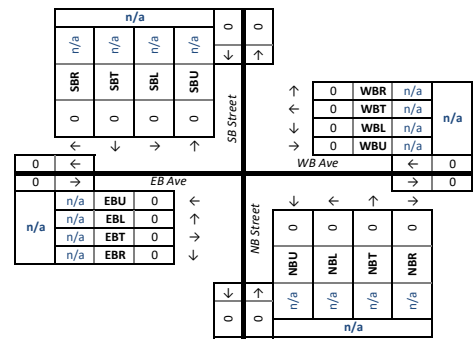 n/a
0 0
n/a n/a n/a n/a
↓ ↑
SBR SBT SBL SBU
SB Street
0 0 0 0
← ↓ → ↑
↑ 0 WBR n/a
← 0 WBT n/a
↓ 0 WBL n/a
→ 0 WBU n/a
n/a
0 ← WB Ave ← 0
0 → EB Ave → 0
n/a
n/a EBU 0 ←
n/a EBL 0 ↑
n/a EBT 0 →
n/a EBR 0 ↓
NB Street
↓ ← ↑ →
0 0 0 0
NBU NBL NBT NBR
↓ ↑
n/a n/a n/a n/a
0 0
n/a